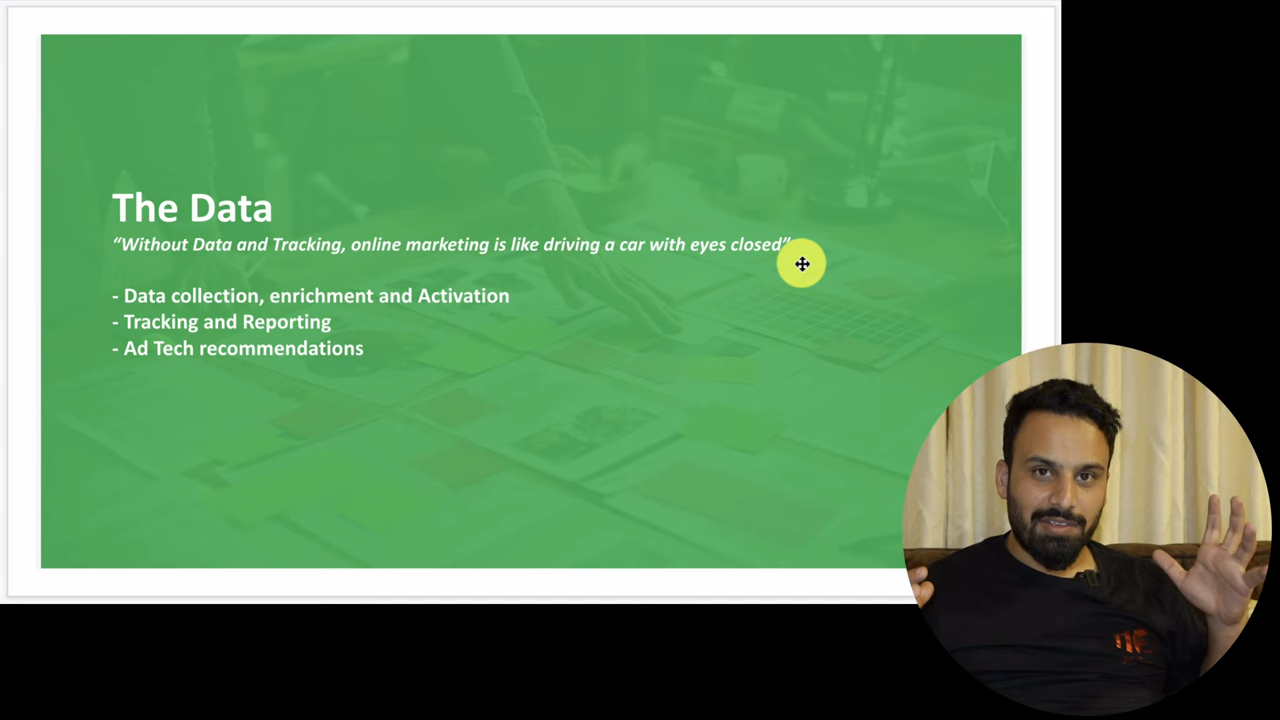 The Data
“Without Data and Tracking, online marketing is like driving a car with eyes closed”
- Data collection, enrichment and Activation
- Tracking and Reporting
- Ad Tech recommendations